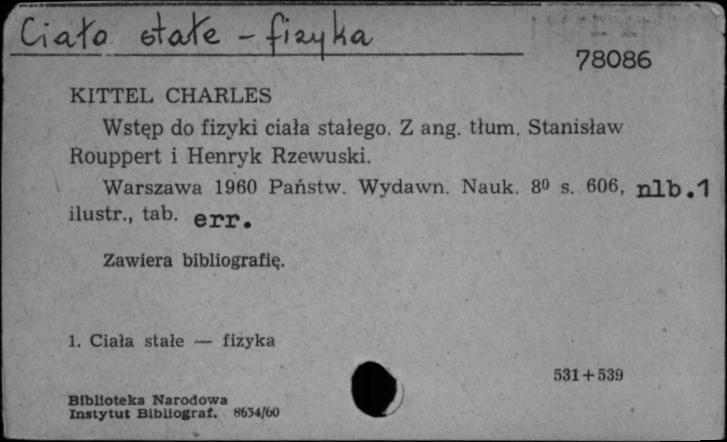 Ciało stałe - fizyka
78086
KITTEL CHARLES
Wstęp do fizyki ciała stałego. Z ang. tłum. Stanisław
Rouppert i Henryk Rzewuski.
Warszawa 1960 Państw. Wydawn. Nauk. 8⁰ s. 606, nlb.1
ilustr., tab. err.
Zawiera bibliografię.
1. Ciała stałe — fizyka
531+539
Biblioteka Narodowa
Instytut Bibliograf. 8634/60